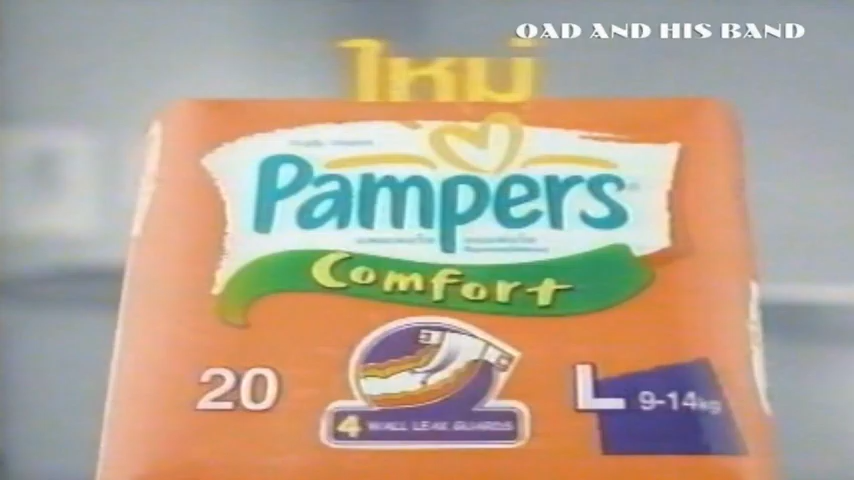 OAD AND HIS BAND
ใหม่
Pampers
Comfort
20
L 9-14kg
4 WALL LEAK GUARDS